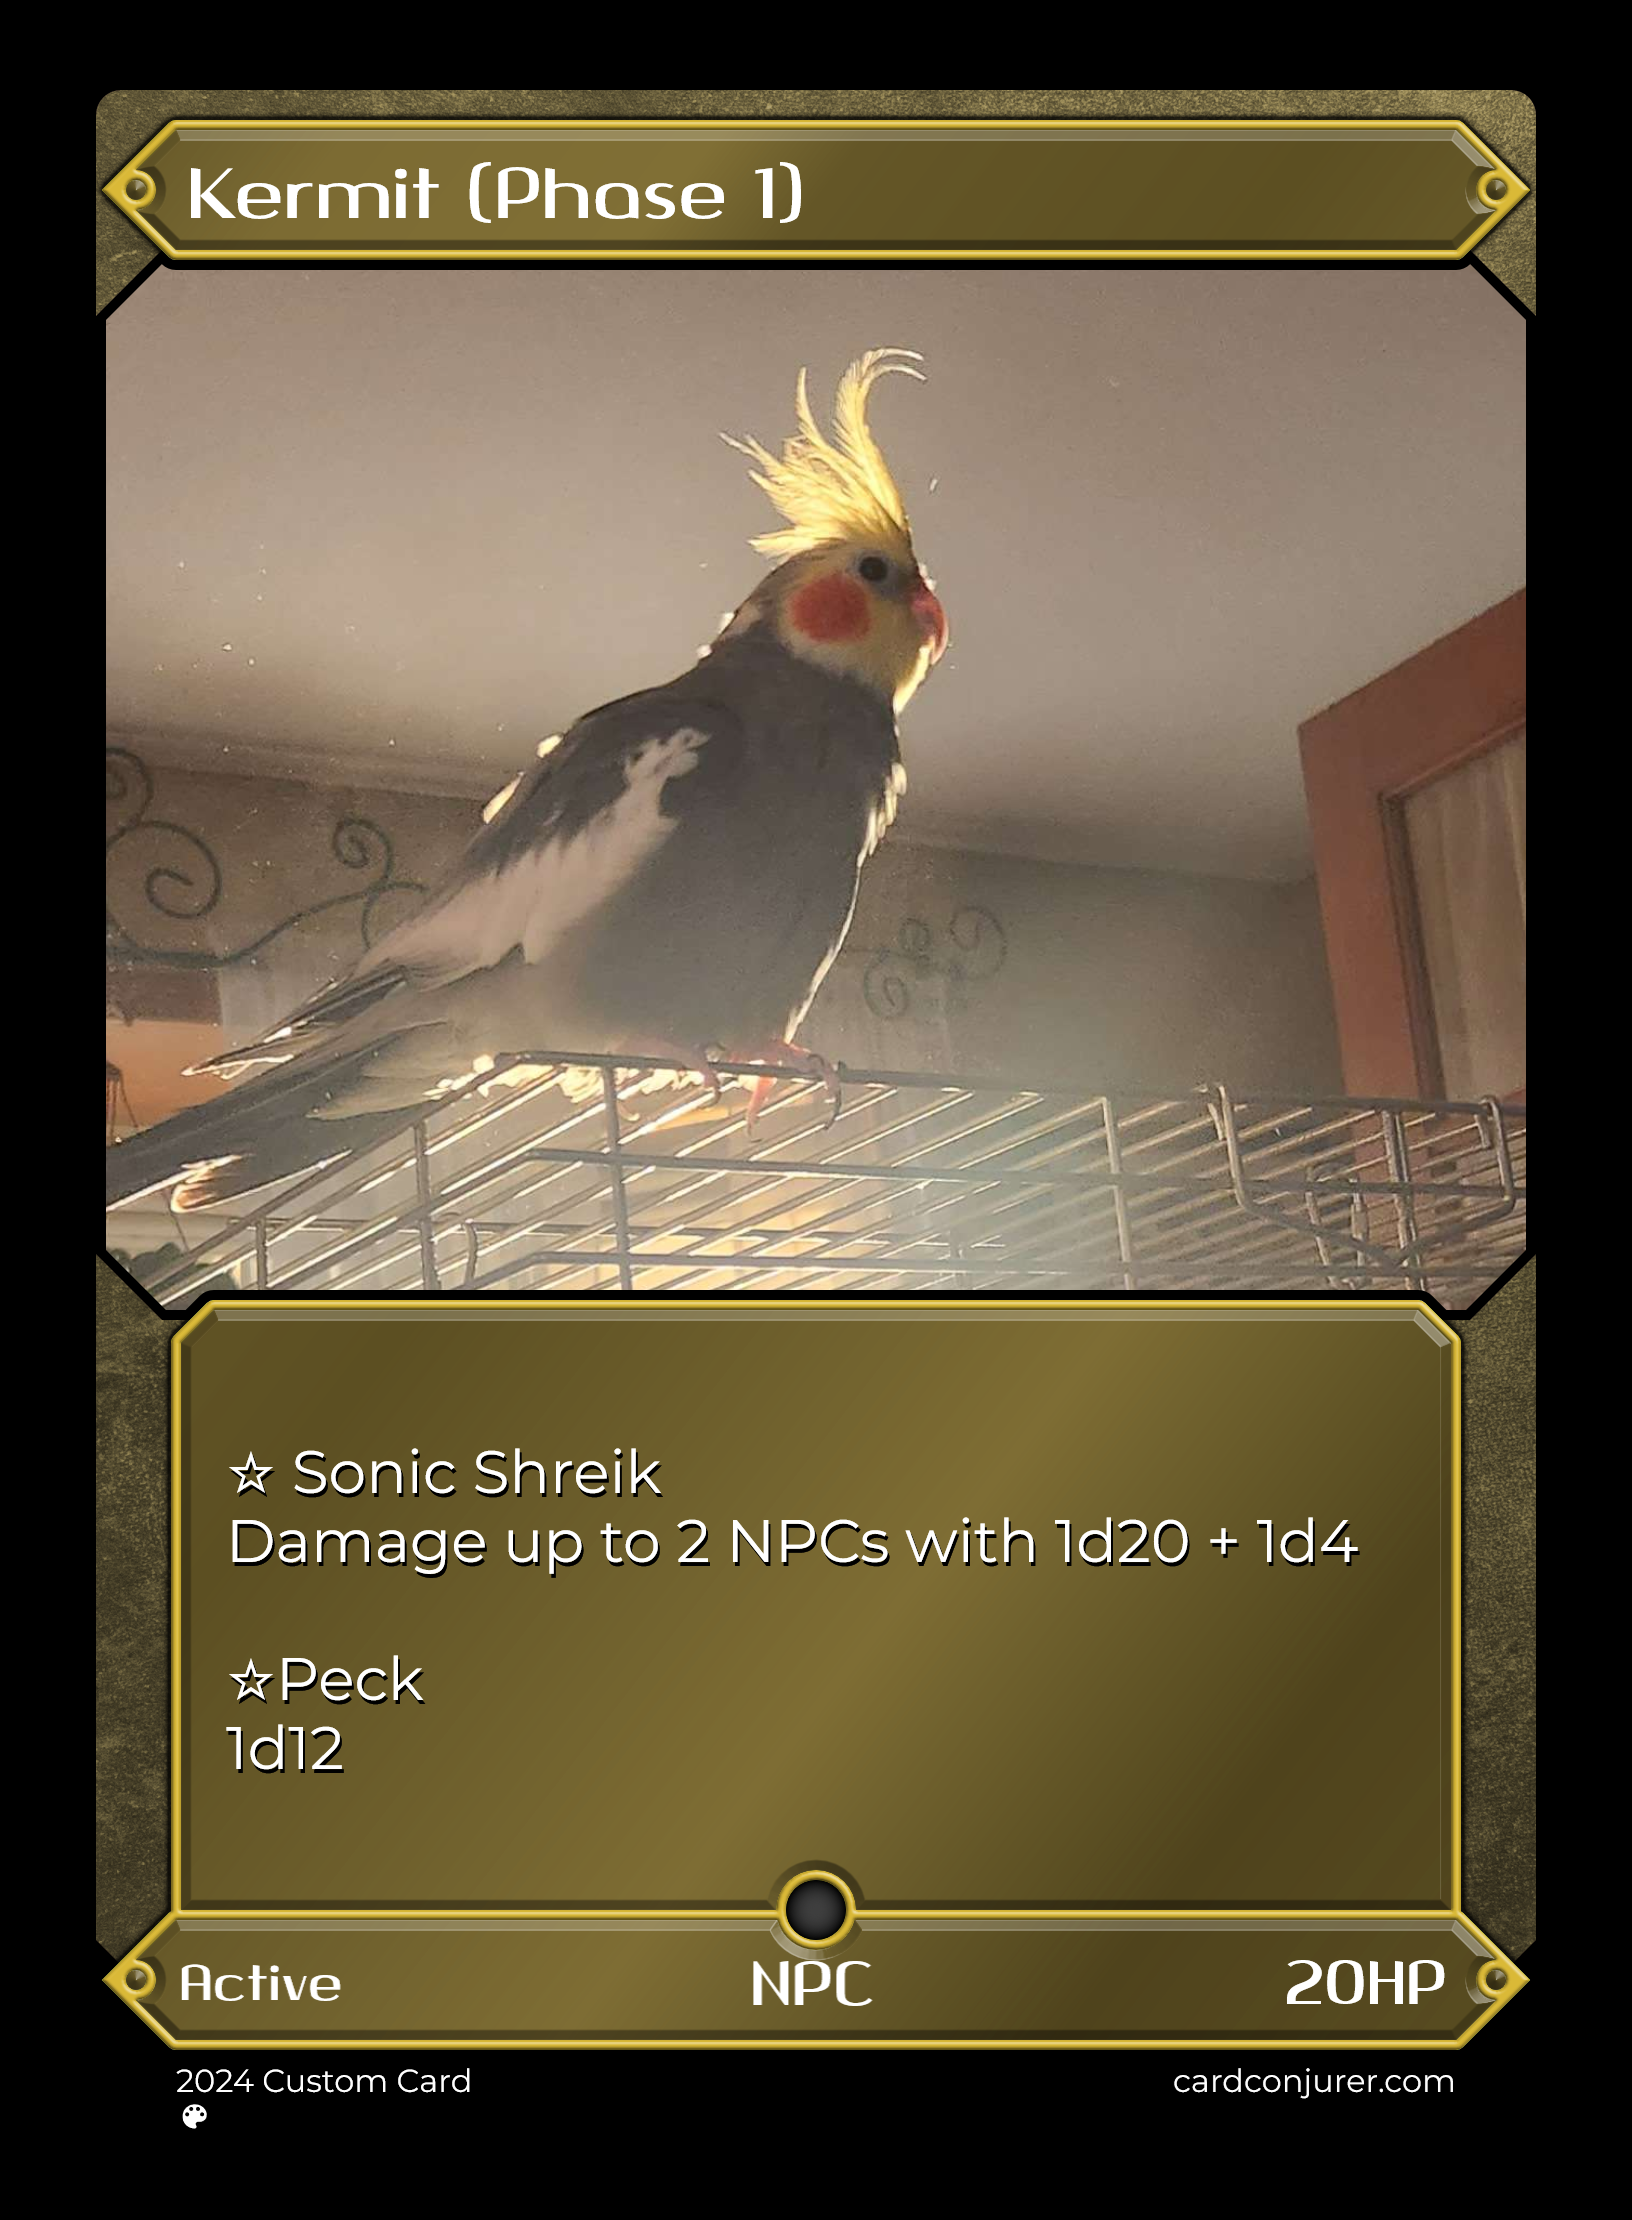 Kermit (Phase 1)
☆ Sonic Shreik
Damage up to 2 NPCs with 1d20 + 1d4
☆Peck
1d12
Active NPC 20HP
2024 Custom Card cardconjurer.com